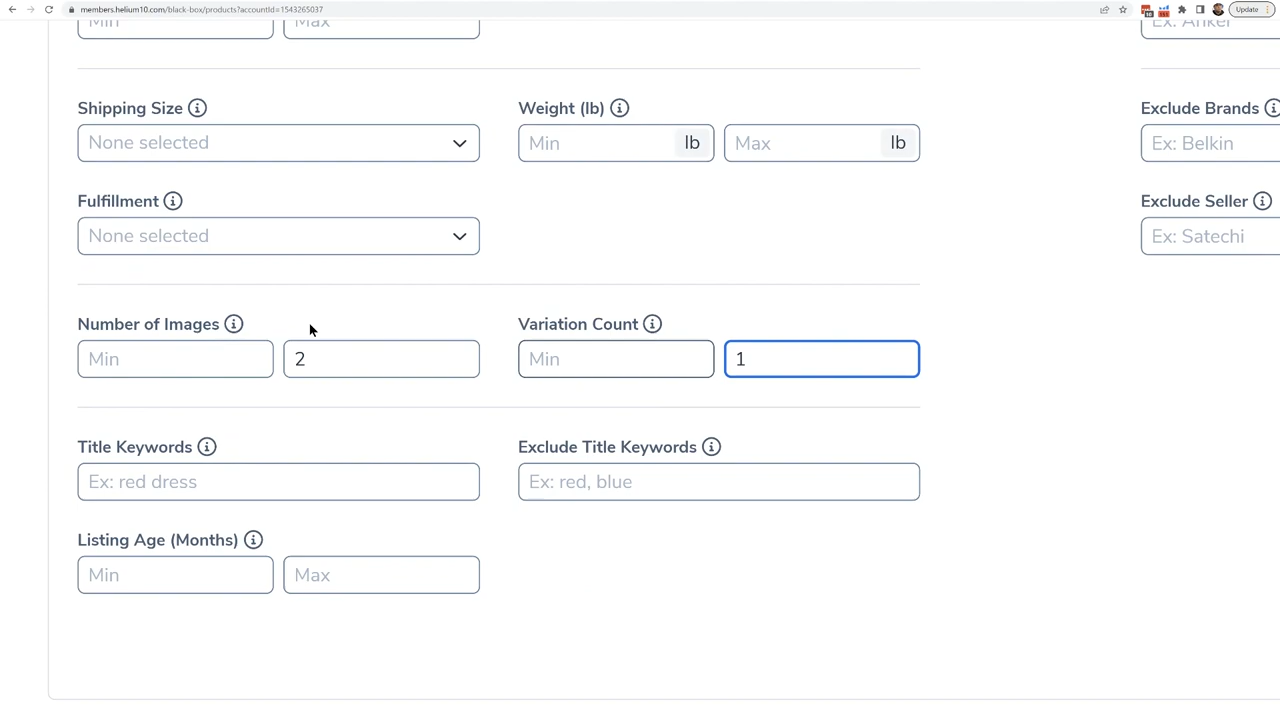 members.helium10.com/black-box/products?accountId=1543265037
Update
Min Max Ex: Anker
Shipping Size Weight (lb) Exclude Brands
None selected Min lb Max lb Ex: Belkin
Fulfillment Exclude Seller
None selected Ex: Satechi
Number of Images Variation Count
Min 2 Min 1
Title Keywords Exclude Title Keywords
Ex: red dress Ex: red, blue
Listing Age (Months)
Min Max